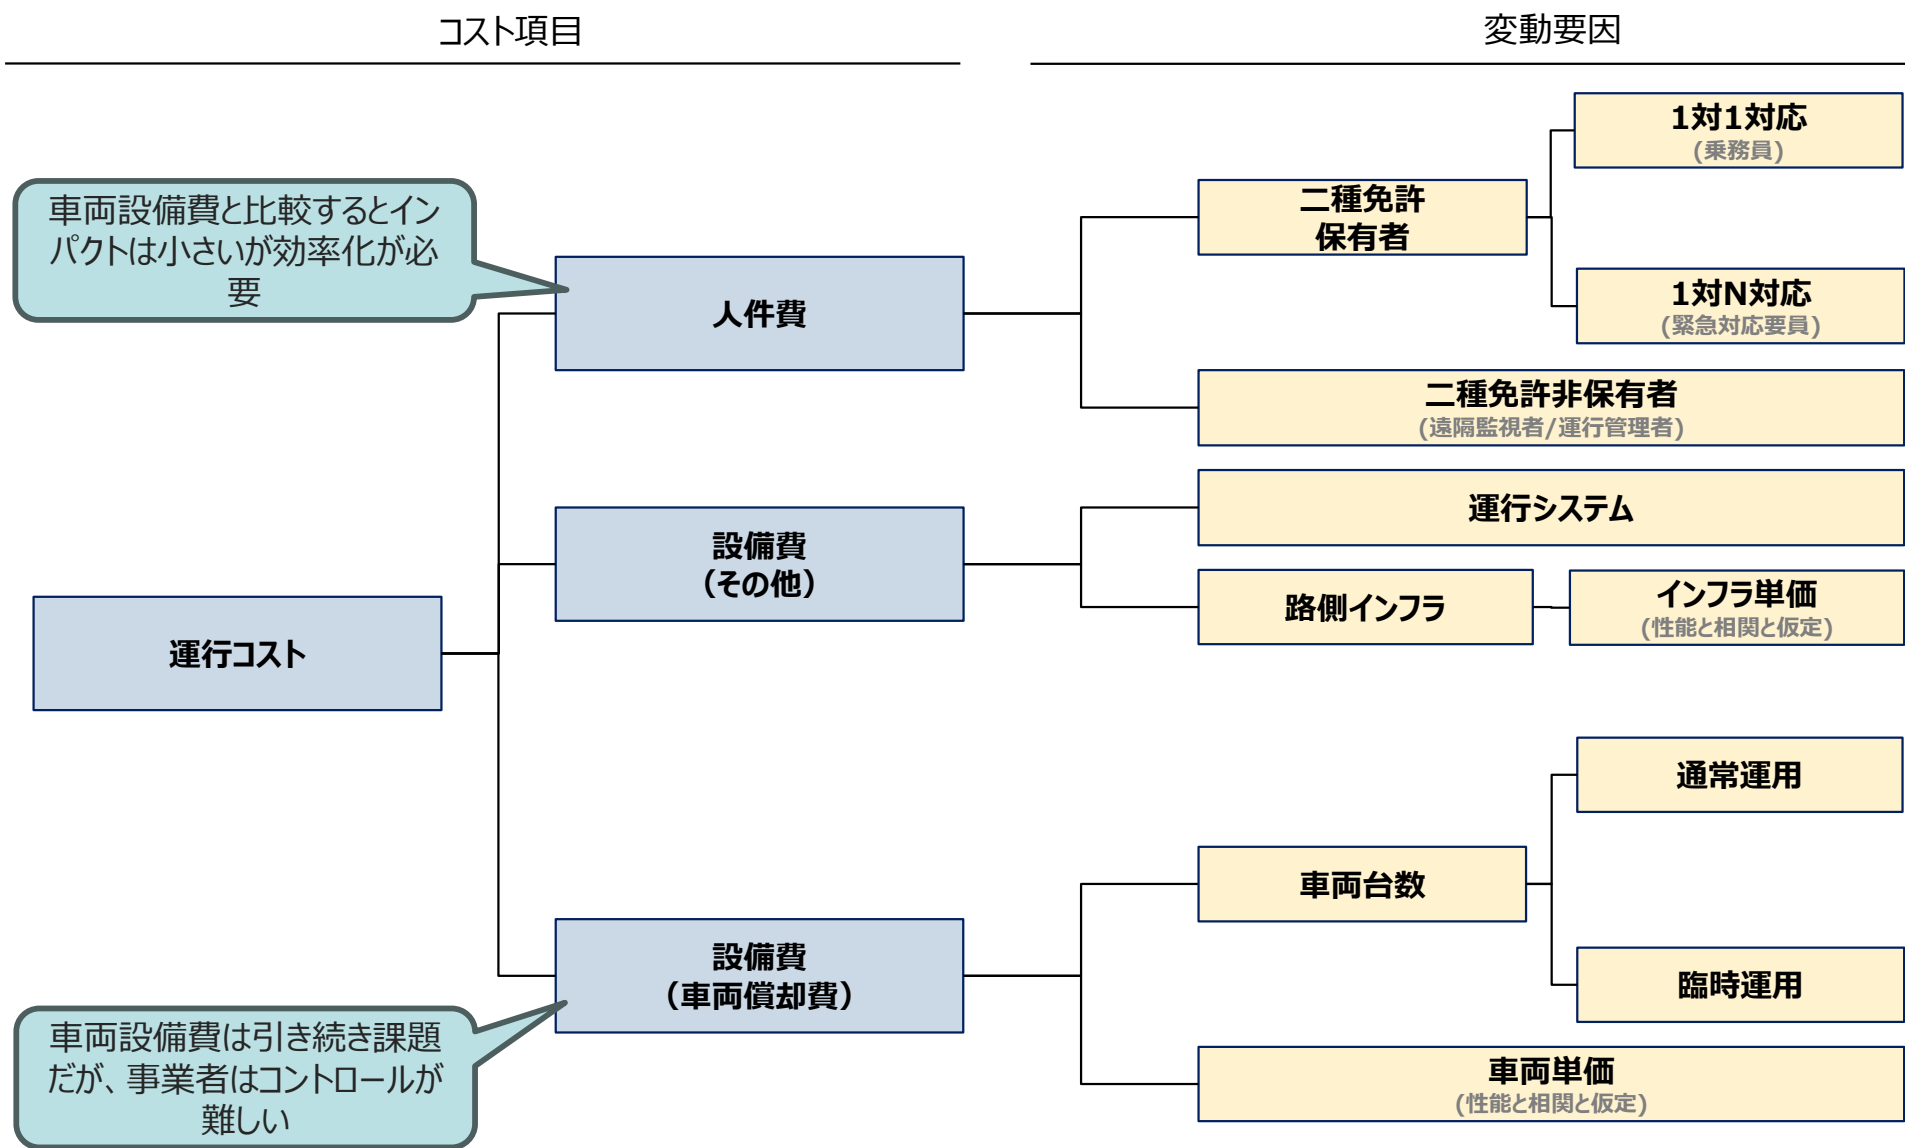 コスト項目
変動要因
車両設備費と比較するとイン
パクトは小さいが効率化が必
要
運行コスト
人件費
設備費
（その他）
設備費
（車両償却費）
車両設備費は引き続き課題
だが、事業者はコントロールが
難しい
二種免許
保有者
1対1対応
(乗務員)
1対N対応
(緊急対応要員)
二種免許非保有者
(遠隔監視者/運行管理者)
運行システム
路側インフラ
インフラ単価
(性能と相関と仮定)
車両台数
通常運用
臨時運用
車両単価
(性能と相関と仮定)